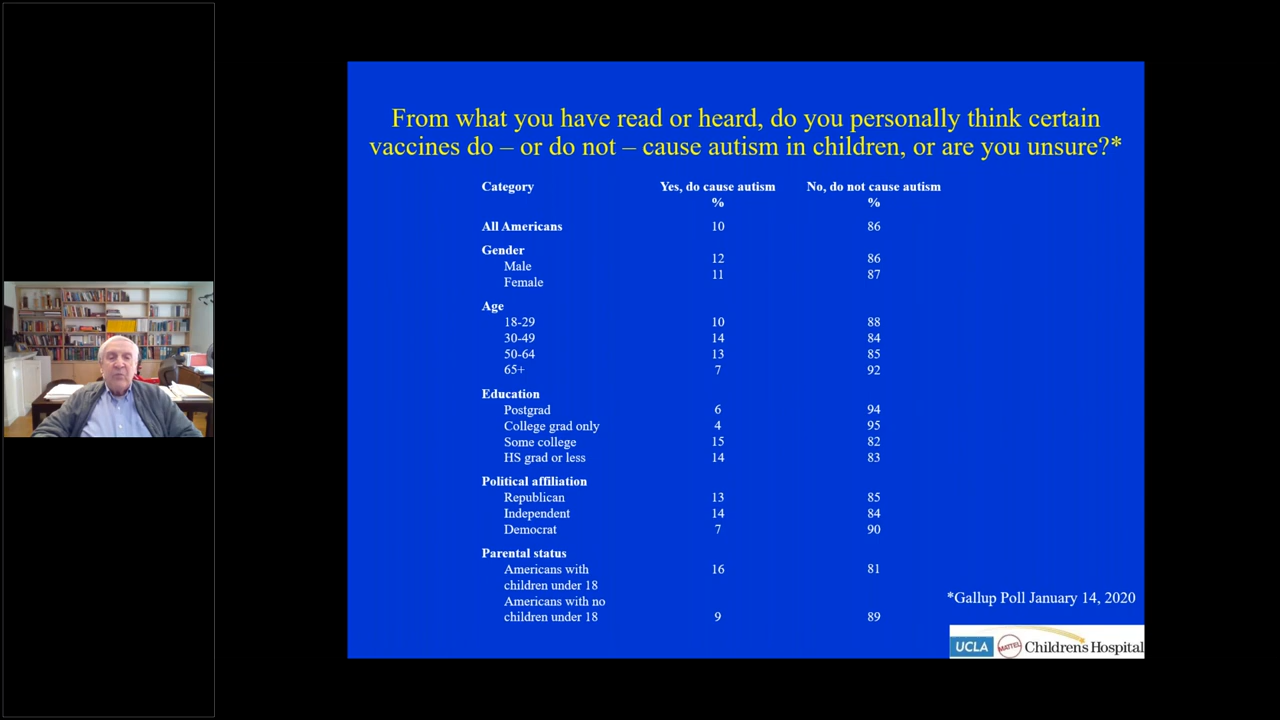 From what you have read or heard, do you personally think certain
vaccines do – or do not – cause autism in children, or are you unsure?*
Category Yes, do cause autism No, do not cause autism
% %
All Americans 10 86
Gender
Male 12 86
Female 11 87
Age
18-29 10 88
30-49 14 84
50-64 13 85
65+ 7 92
Education
Postgrad 6 94
College grad only 4 95
Some college 15 82
HS grad or less 14 83
Political affiliation
Republican 13 85
Independent 14 84
Democrat 7 90
Parental status
Americans with 16 81
children under 18
Americans with no
children under 18 9 89
*Gallup Poll January 14, 2020
UCLA MATTEL Childrens Hospital